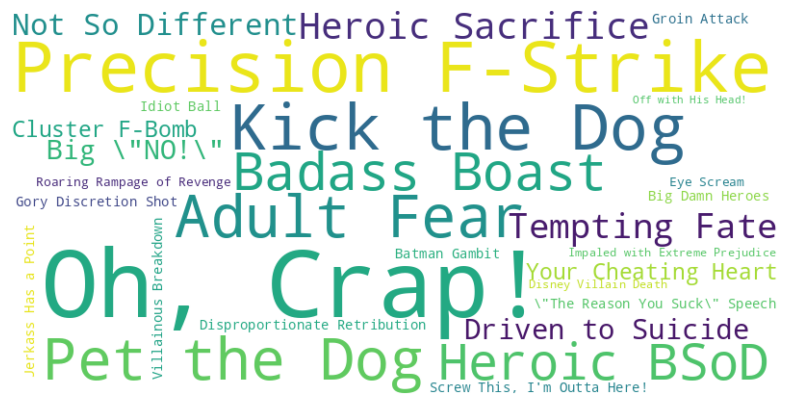 Not So Different
Heroic Sacrifice
Groin Attack
Precision F-Strike
Idiot Ball
Off with His Head!
Cluster F-Bomb
Kick the Dog
Big \"NO!\"
Badass Boast
Roaring Rampage of Revenge
Eye Scream
Gory Discretion Shot
Big Damn Heroes
Adult Fear
Tempting Fate
Jerkass Has a Point
Villainous Breakdown
Oh, Crap!
Batman Gambit
Impaled with Extreme Prejudice
Your Cheating Heart
Disney Villain Death
\"The Reason You Suck\" Speech
Disproportionate Retribution
Driven to Suicide
Pet the Dog
Heroic BSoD
Screw This, I'm Outta Here!